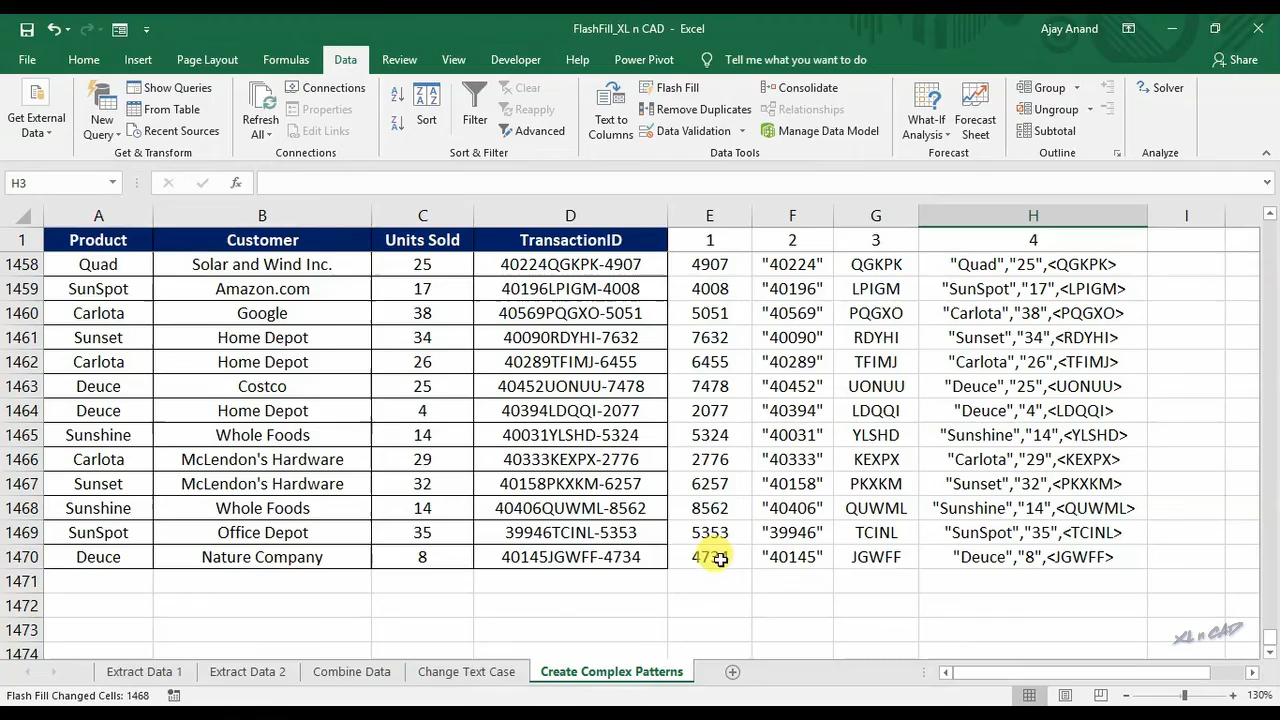 FlashFill_XL n CAD - Excel
Ajay Anand
File Home Insert Page Layout Formulas Data Review View Developer Help Power Pivot Tell me what you want to do Share
Get External Data
New Query
Show Queries
From Table
Recent Sources
Get & Transform
Refresh All
Connections
Properties
Edit Links
Connections
Sort
Filter
Clear
Reapply
Advanced
Sort & Filter
Text to Columns
Flash Fill
Remove Duplicates
Data Validation
Consolidate
Relationships
Manage Data Model
Data Tools
What-If Analysis
Forecast Sheet
Forecast
Group
Ungroup
Subtotal
Outline
Solver
Analyze
H3 fx
A B C D E F G H I
1 Product Customer Units Sold TransactionID 1 2 3 4
1458 Quad Solar and Wind Inc. 25 40224QGKPK-4907 4907 "40224" QGKPK "Quad","25",<QGKPK>
1459 SunSpot Amazon.com 17 40196LPIGM-4008 4008 "40196" LPIGM "SunSpot","17",<LPIGM>
1460 Carlota Google 38 40569PQGXO-5051 5051 "40569" PQGXO "Carlota","38",<PQGXO>
1461 Sunset Home Depot 34 40090RDYHI-7632 7632 "40090" RDYHI "Sunset","34",<RDYHI>
1462 Carlota Home Depot 26 40289TFIMJ-6455 6455 "40289" TFIMJ "Carlota","26",<TFIMJ>
1463 Deuce Costco 25 40452UONUU-7478 7478 "40452" UONUU "Deuce","25",<UONUU>
1464 Deuce Home Depot 4 40394LDQQI-2077 2077 "40394" LDQQI "Deuce","4",<LDQQI>
1465 Sunshine Whole Foods 14 40031YLSHD-5324 5324 "40031" YLSHD "Sunshine","14",<YLSHD>
1466 Carlota McLendon's Hardware 29 40333KEXPX-2776 2776 "40333" KEXPX "Carlota","29",<KEXPX>
1467 Sunset McLendon's Hardware 32 40158PKXKM-6257 6257 "40158" PKXKM "Sunset","32",<PKXKM>
1468 Sunshine Whole Foods 14 40406QUWML-8562 8562 "40406" QUWML "Sunshine","14",<QUWML>
1469 SunSpot Office Depot 35 39946TCINL-5353 5353 "39946" TCINL "SunSpot","35",<TCINL>
1470 Deuce Nature Company 8 40145JGWFF-4734 4734 "40145" JGWFF "Deuce","8",<JGWFF>
1471
1472
1473
1474
XL n CAD
Extract Data 1 Extract Data 2 Combine Data Change Text Case Create Complex Patterns
Flash Fill Changed Cells: 1468
130%